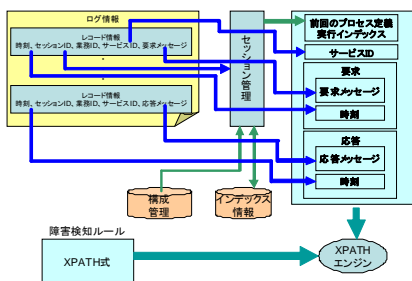 ログ情報
レコード情報
時刻、セッションID、業務ID、サービスID、要求メッセージ
・
・
レコード情報
時刻、セッションID、業務ID、サービスID、応答メッセージ
セッション管理
前回のプロセス定義
実行インデックス
サービスID
要求
要求メッセージ
時刻
応答
応答メッセージ
時刻
構成
管理
インデックス
情報
障害検知ルール
XPATH式
XPATH
エンジン